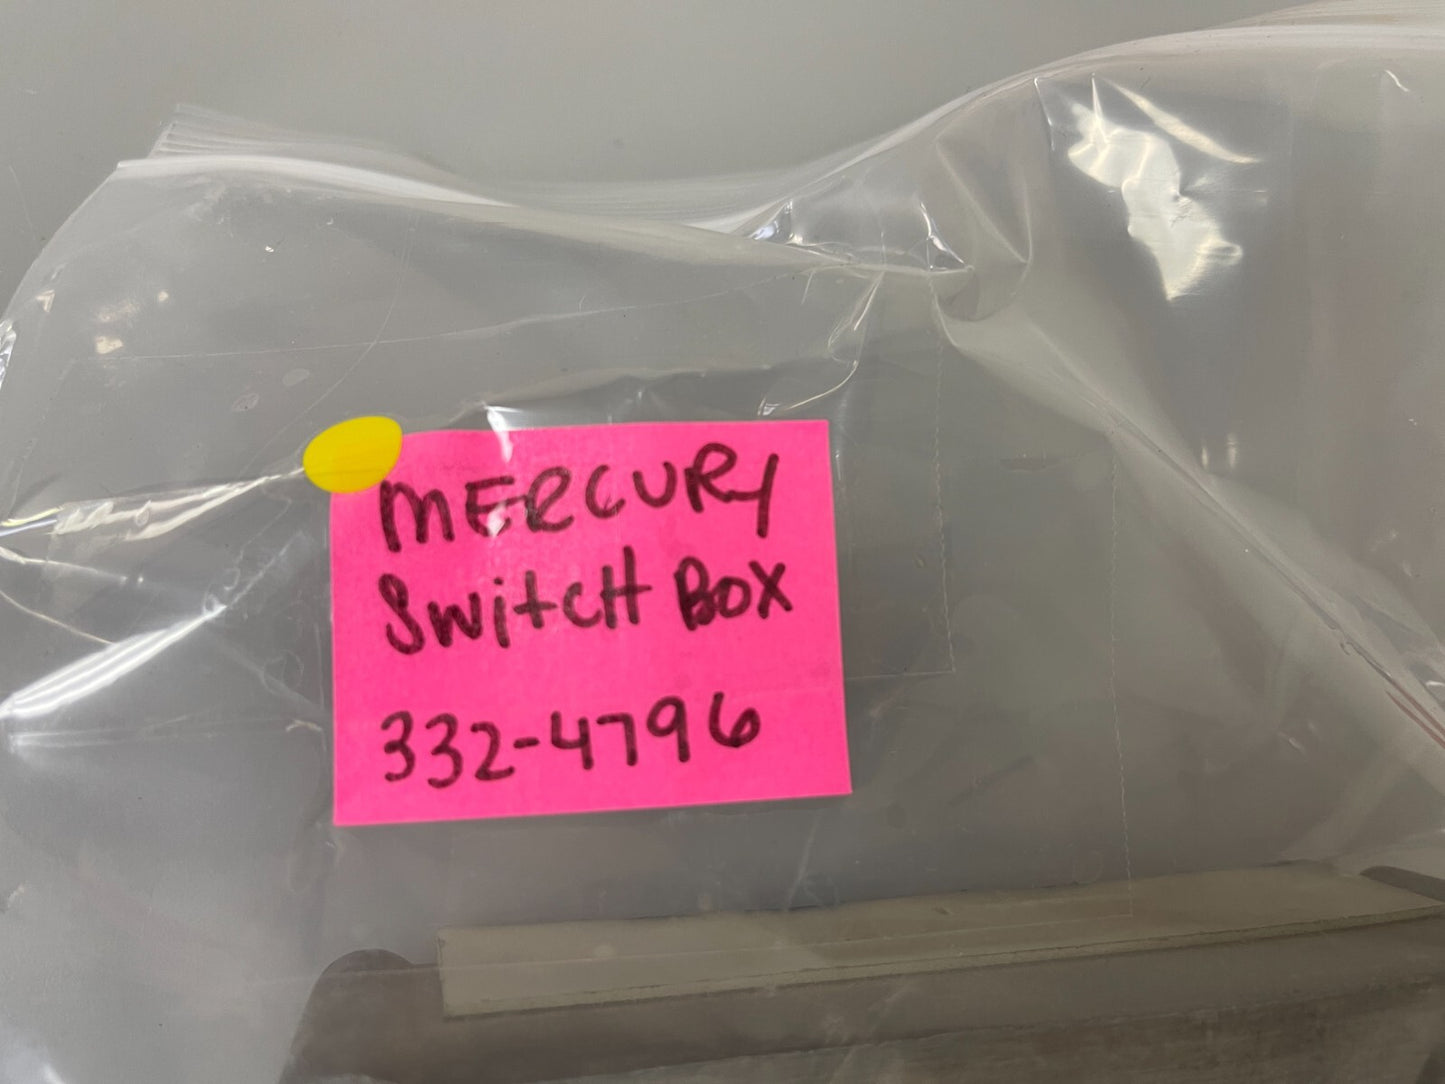 MERCURY
SwitcH Box
332-4796